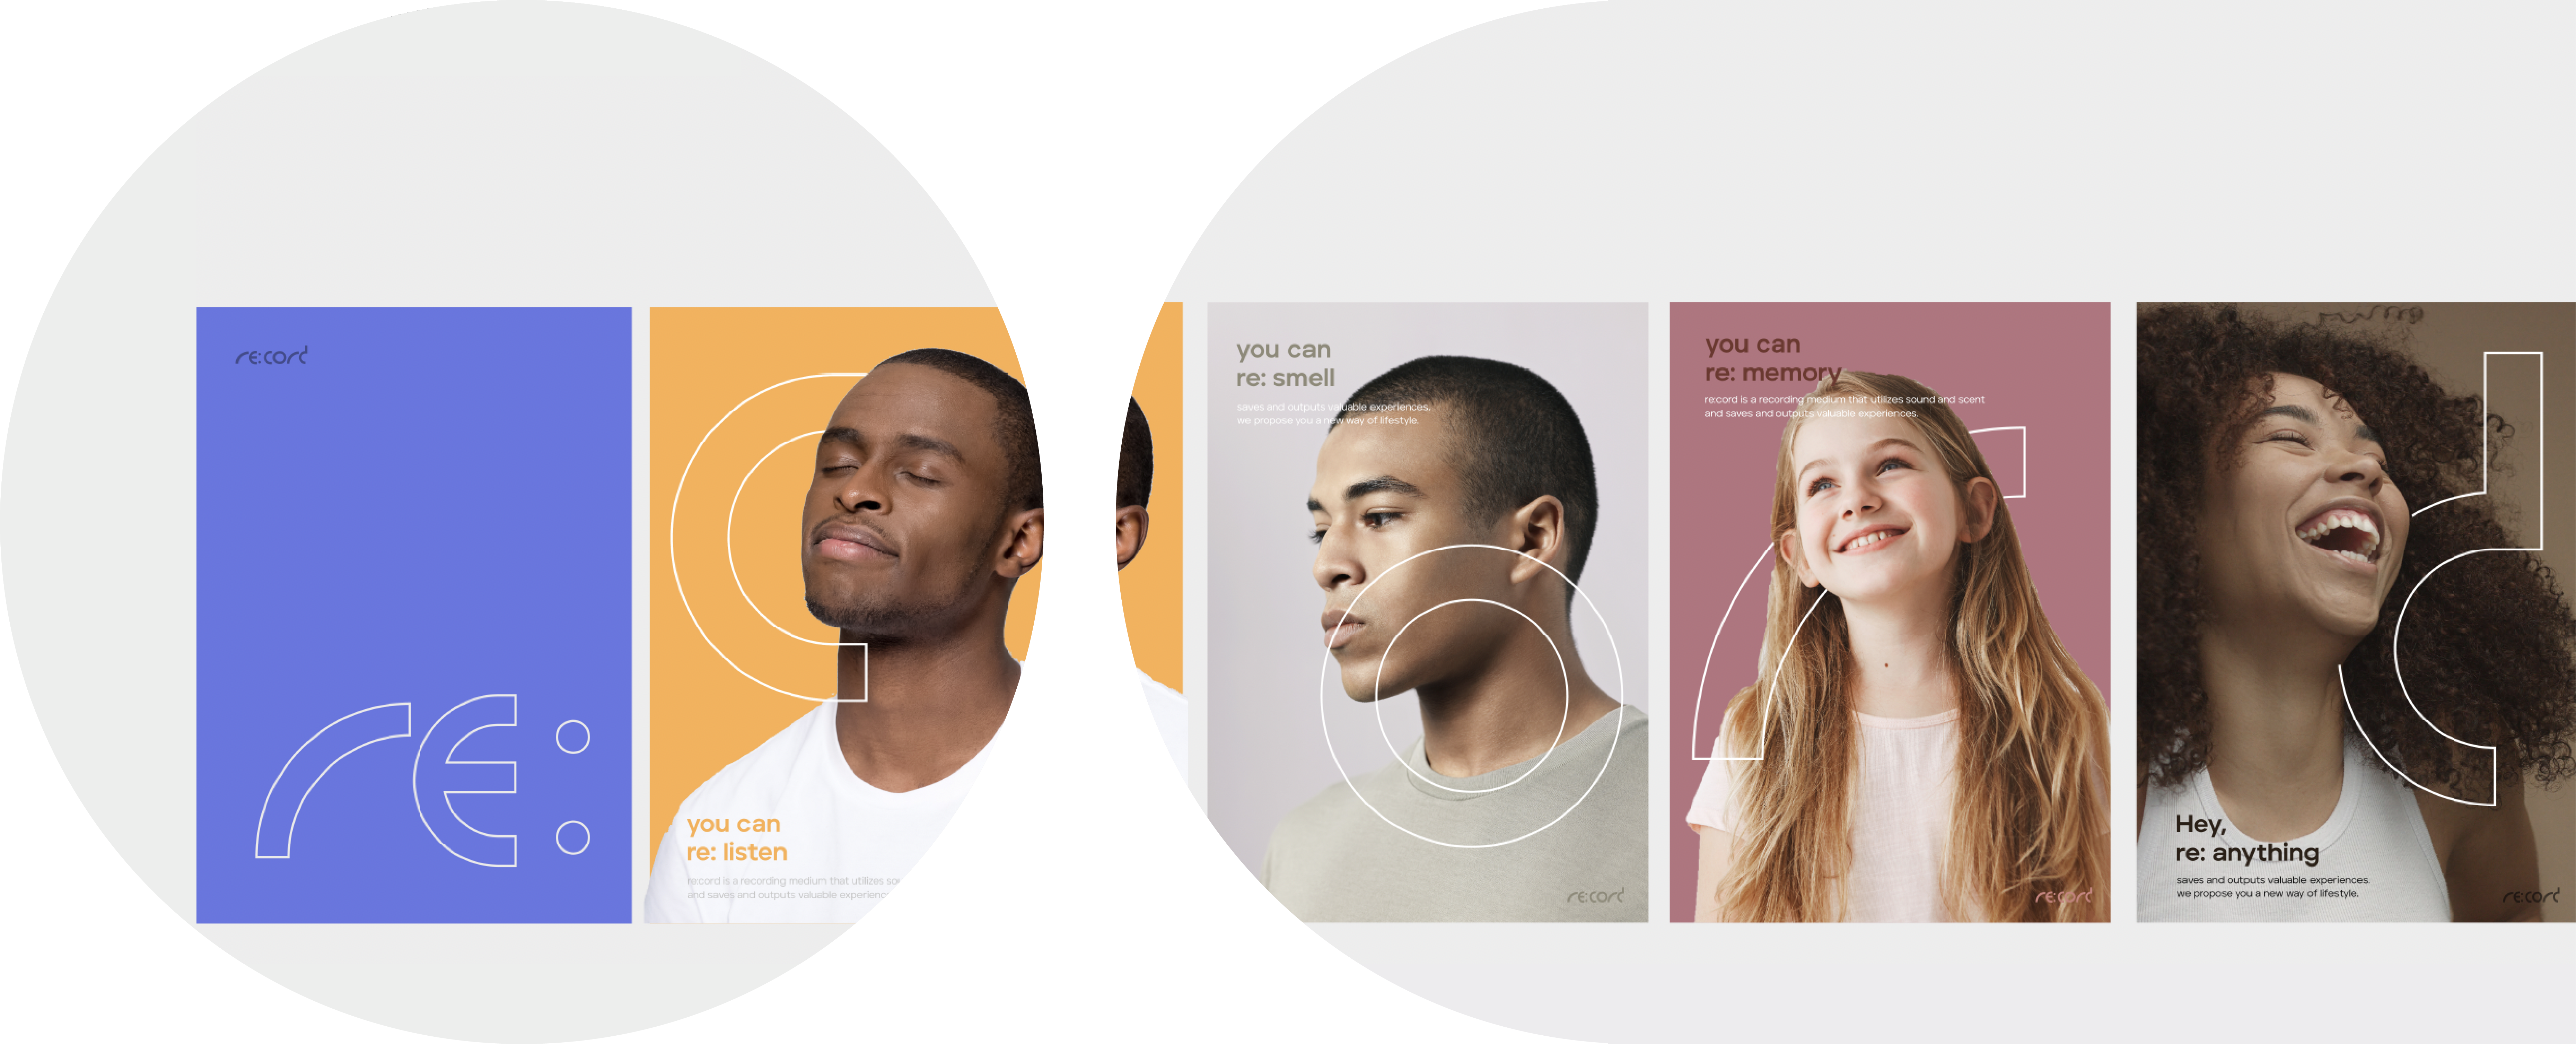 re:cord
re:
you can
re: listen
re:cord is a recording medium that utilizes
and saves and outputs valuable
c
you can
re: smell
saves and outputs valuable experiences.
we propose you a new way of lifestyle.
o
re:cord
you can
re: memory
re:cord is a recording medium that utilizes sound and scent
and saves and outputs valuable experiences.
r
re:cord
d
Hey,
re: anything
saves and outputs valuable experiences.
we propose you a new way of lifestyle.
re:cord